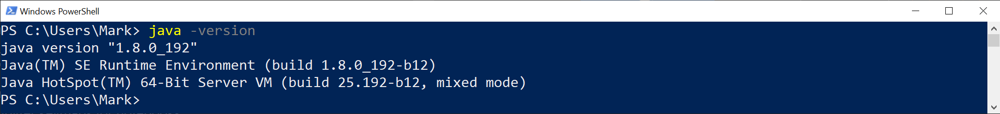 Windows PowerShell
PS C:\Users\Mark> java -version
java version "1.8.0_192"
Java(TM) SE Runtime Environment (build 1.8.0_192-b12)
Java HotSpot(TM) 64-Bit Server VM (build 25.192-b12, mixed mode)
PS C:\Users\Mark>